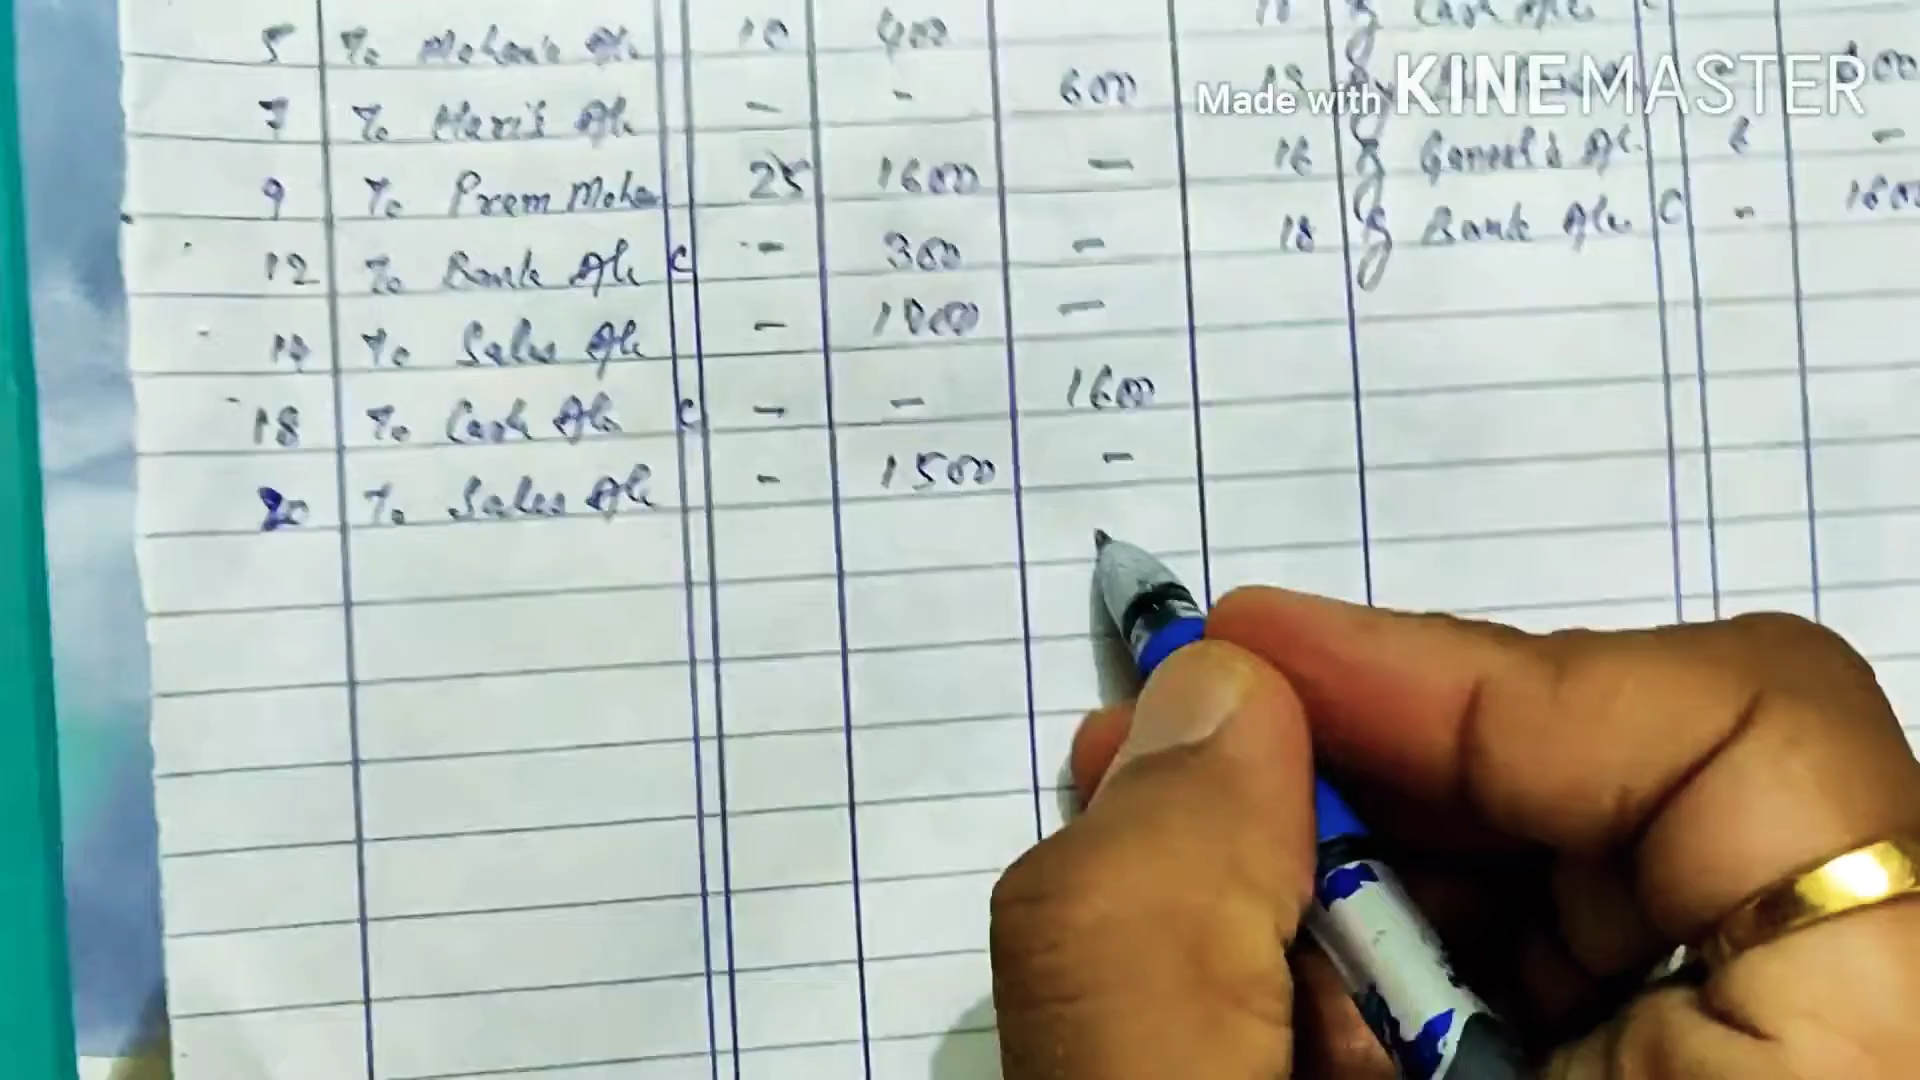 5 To Mohan's A/c 10 400
7 To Hari's A/c - - 600
9 To Prem Mohan 25 1600 -
12 To Bank A/c C - 300 -
14 To Sales A/c - 1000 -
18 To Cash A/c C - - 1600
20 To Sales A/c - 1500 -
By Cash A/c
Made with KINEMASTER
16 By A/c -
18 By Bank A/c C -